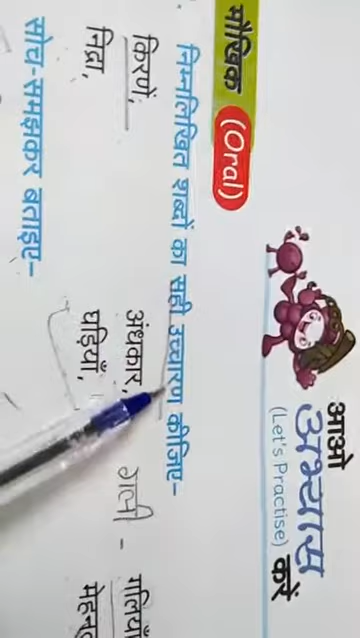 आओ
अभ्यास करें
(Let's Practise)
मौखिक (Oral)
निम्नलिखित शब्दों का सही उच्चारण कीजिए-
किरणें, अंधकार, गली - गलियाँ
निद्रा, घड़ियाँ,
सोच-समझकर बताइए-